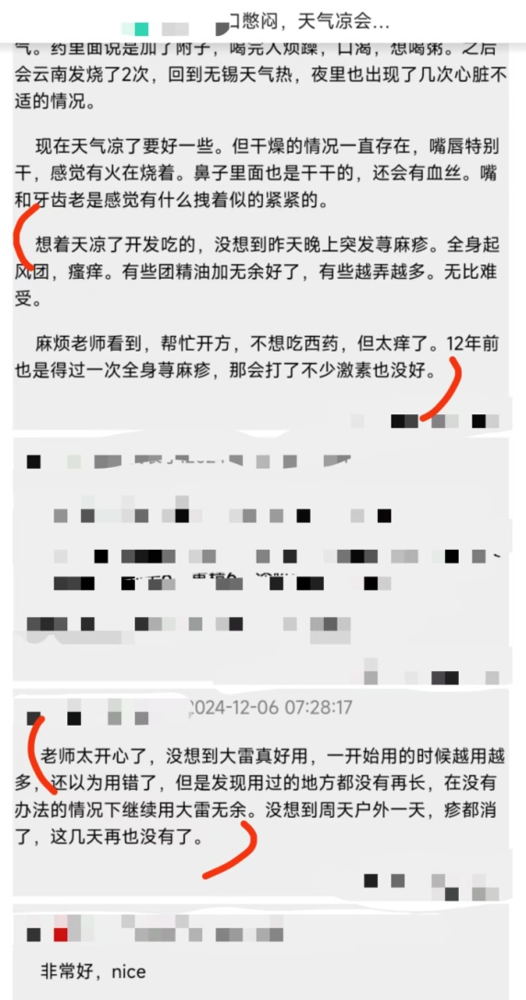 口憋闷，天气凉会...
气。药里面说是加了附子，喝完人烦躁，口渴，想喝粥。之后
会云南发烧了2次，回到无锡天气热，夜里也出现了几次心脏不
适的情况。
现在天气凉了要好一些。但干燥的情况一直存在，嘴唇特别
干，感觉有火在烧着。鼻子里面也是干干的，还会有血丝。嘴
和牙齿老是感觉有什么拽着似的紧紧的。
想着天凉了开发吃的，没想到昨天晚上突发荨麻疹。全身起
风团，瘙痒。有些团精油加无余好了，有些越弄越多。无比难
受。
麻烦老师看到，帮忙开方，不想吃西药，但太痒了。12年前
也是得过一次全身荨麻疹，那会打了不少激素也没好。
2024-12-06 07:28:17
老师太开心了，没想到大雷真好用，一开始用的时候越用越
多，还以为用错了，但是发现用过的地方都没有再长，在没有
办法的情况下继续用大雷无余。没想到周天户外一天，疹都消
了，这几天再也没有了。
非常好，nice